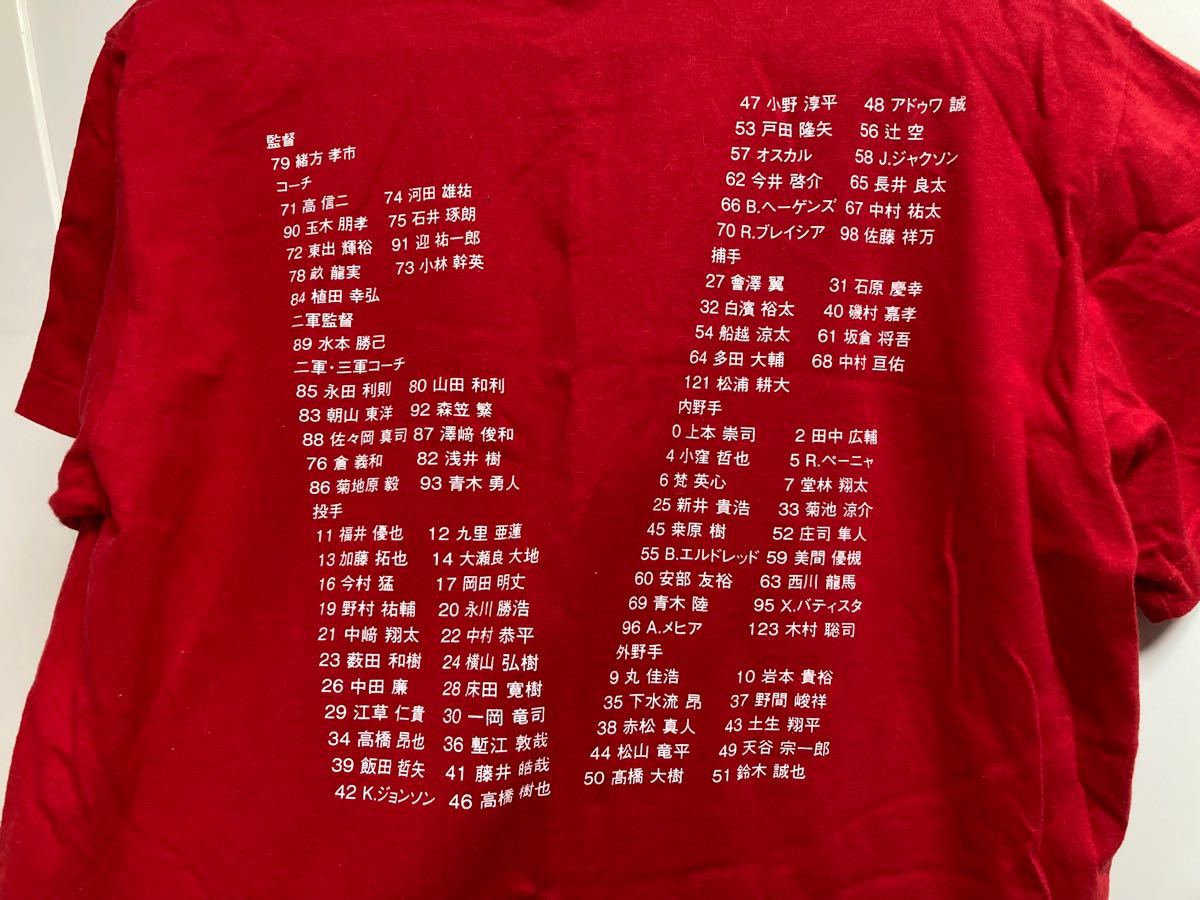 監督
79 緒方 孝市
コーチ
71 高 信二 74 河田 雄祐
90 玉木 朋孝 75 石井 琢朗
72 東出 輝裕 91 迎 祐一郎
78 畝 龍実 73 小林 幹英
84 植田 幸弘
二軍監督
89 水本 勝己
二軍・三軍コーチ
85 永田 利則 80 山田 和利
83 朝山 東洋 92 森笠 繁
88 佐々岡 真司 87 澤﨑 俊和
76 倉 義和 82 浅井 樹
86 菊地原 毅 93 青木 勇人
投手
11 福井 優也 12 九里 亜蓮
13 加藤 拓也 14 大瀬良 大地
16 今村 猛 17 岡田 明丈
19 野村 祐輔 20 永川 勝浩
21 中﨑 翔太 22 中村 恭平
23 薮田 和樹 24 横山 弘樹
26 中田 廉 28 床田 寛樹
29 江草 仁貴 30 一岡 竜司
34 高橋 昂也 36 塹江 敦哉
39 飯田 哲矢 41 藤井 皓哉
42 K.ジョンソン 46 高橋 樹也
47 小野 淳平 48 アドゥワ 誠
53 戸田 隆矢 56 辻 空
57 オスカル 58 J.ジャクソン
62 今井 啓介 65 長井 良太
66 B.ヘーゲンズ 67 中村 祐太
70 R.ブレイシア 98 佐藤 祥万
捕手
27 會澤 翼 31 石原 慶幸
32 白濱 裕太 40 磯村 嘉孝
54 船越 涼太 61 坂倉 将吾
64 多田 大輔 68 中村 亘佑
121 松浦 耕大
内野手
0 上本 崇司 2 田中 広輔
4 小窪 哲也 5 R.ペーニャ
6 梵 英心 7 堂林 翔太
25 新井 貴浩 33 菊池 涼介
45 桒原 樹 52 庄司 隼人
55 B.エルドレッド 59 美間 優槻
60 安部 友裕 63 西川 龍馬
69 青木 陸 95 X.バティスタ
96 A.メヒア 123 木村 聡司
外野手
9 丸 佳浩 10 岩本 貴裕
35 下水流 昂 37 野間 峻祥
38 赤松 真人 43 土生 翔平
44 松山 竜平 49 天谷 宗一郎
50 髙橋 大樹 51 鈴木 誠也